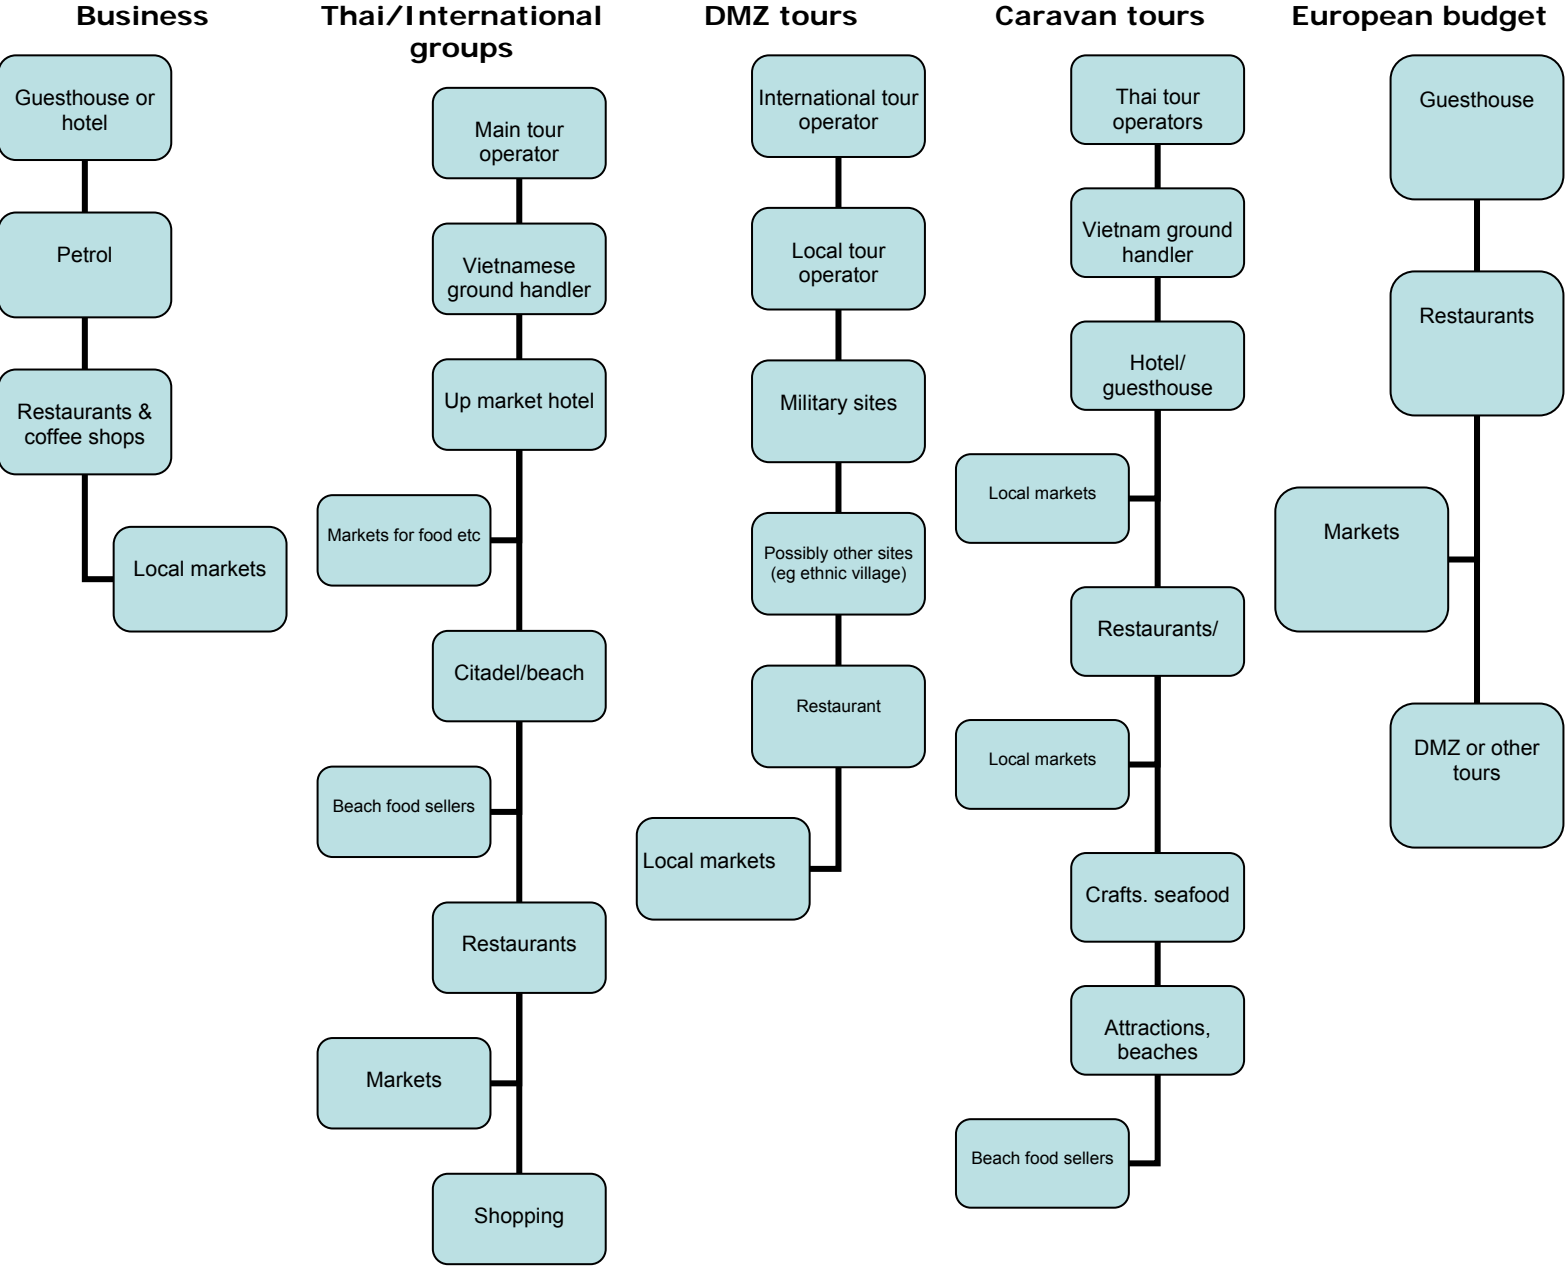 Business
Guesthouse or
hotel
Petrol
Restaurants &
coffee shops
Local markets
Thai/International
groups
Main tour
operator
Vietnamese
ground handler
Up market hotel
Markets for food etc
Citadel/beach
Beach food sellers
Restaurants
Markets
Shopping
DMZ tours
International tour
operator
Local tour
operator
Military sites
Possibly other sites
(eg ethnic village)
Restaurant
Local markets
Caravan tours
Thai tour
operators
Vietnam ground
handler
Hotel/
guesthouse
Local markets
Restaurants/
Local markets
Crafts. seafood
Attractions,
beaches
Beach food sellers
European budget
Guesthouse
Restaurants
Markets
DMZ or other
tours